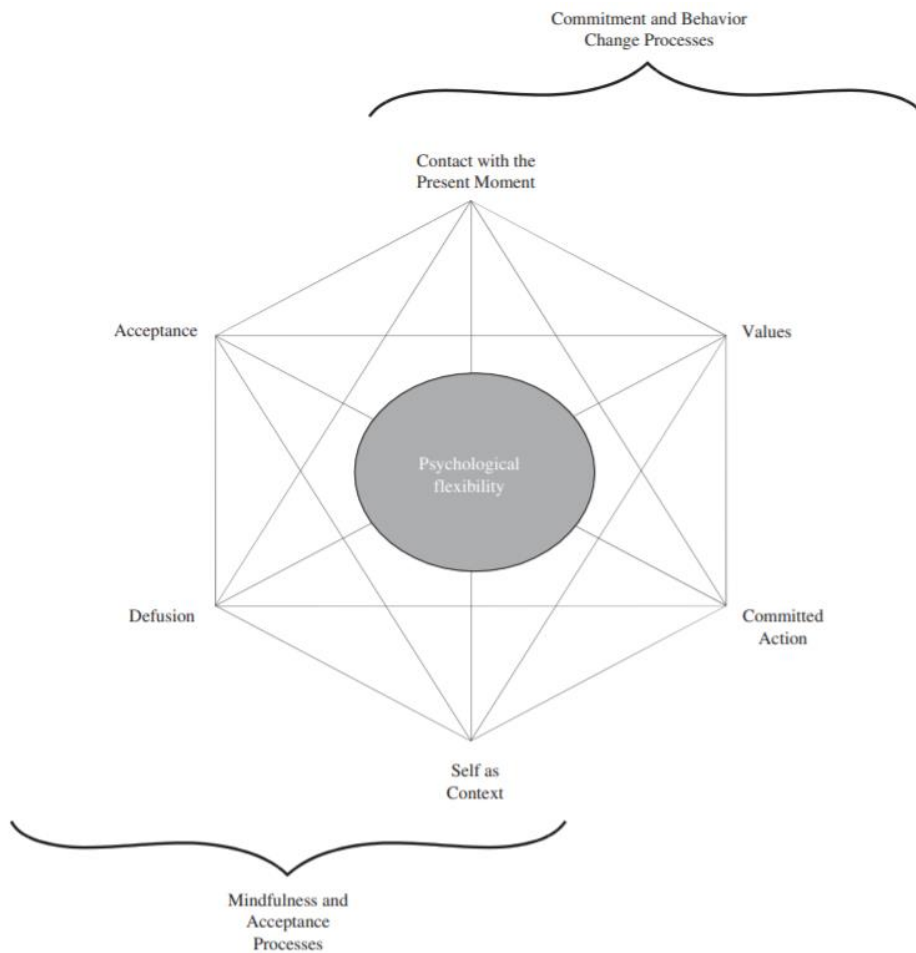 Commitment and Behavior
Change Processes
Contact with the
Present Moment
Acceptance
Values
Psychological
flexibility
Defusion
Committed
Action
Self as
Context
Mindfulness and
Acceptance
Processes